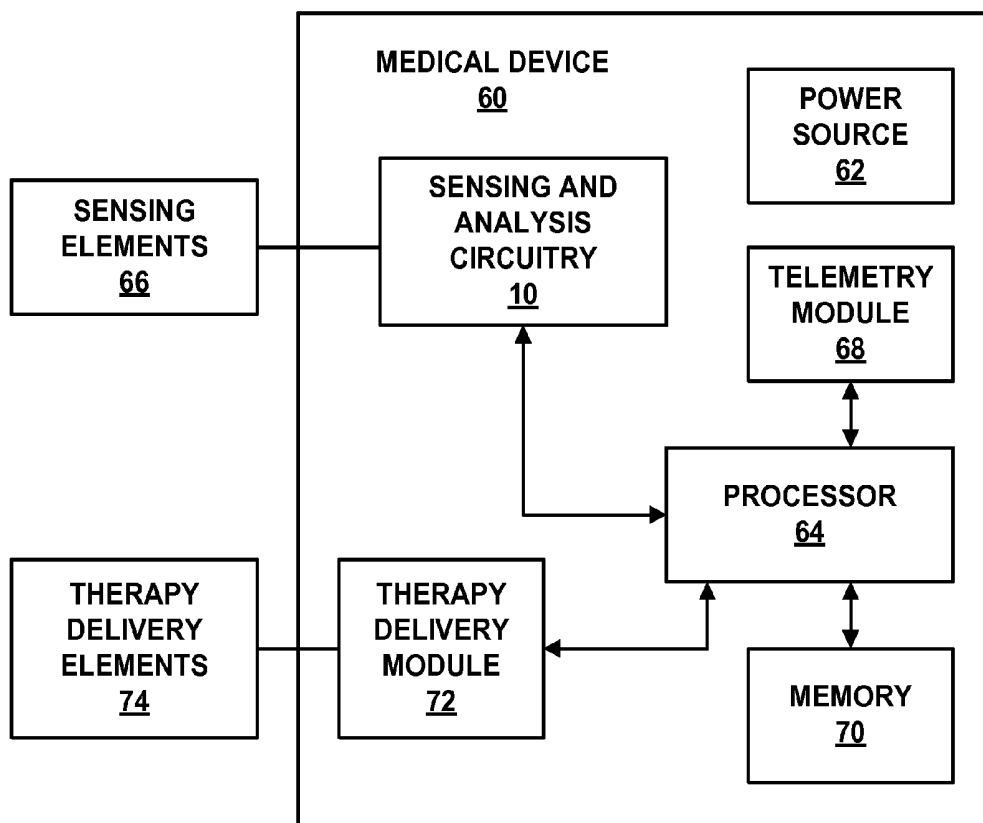 MEDICAL DEVICE
60
POWER
SOURCE
62
SENSING
ELEMENTS
66
SENSING AND
ANALYSIS
CIRCUITRY
10
TELEMETRY
MODULE
68
PROCESSOR
64
THERAPY
DELIVERY
ELEMENTS
74
THERAPY
DELIVERY
MODULE
72
MEMORY
70